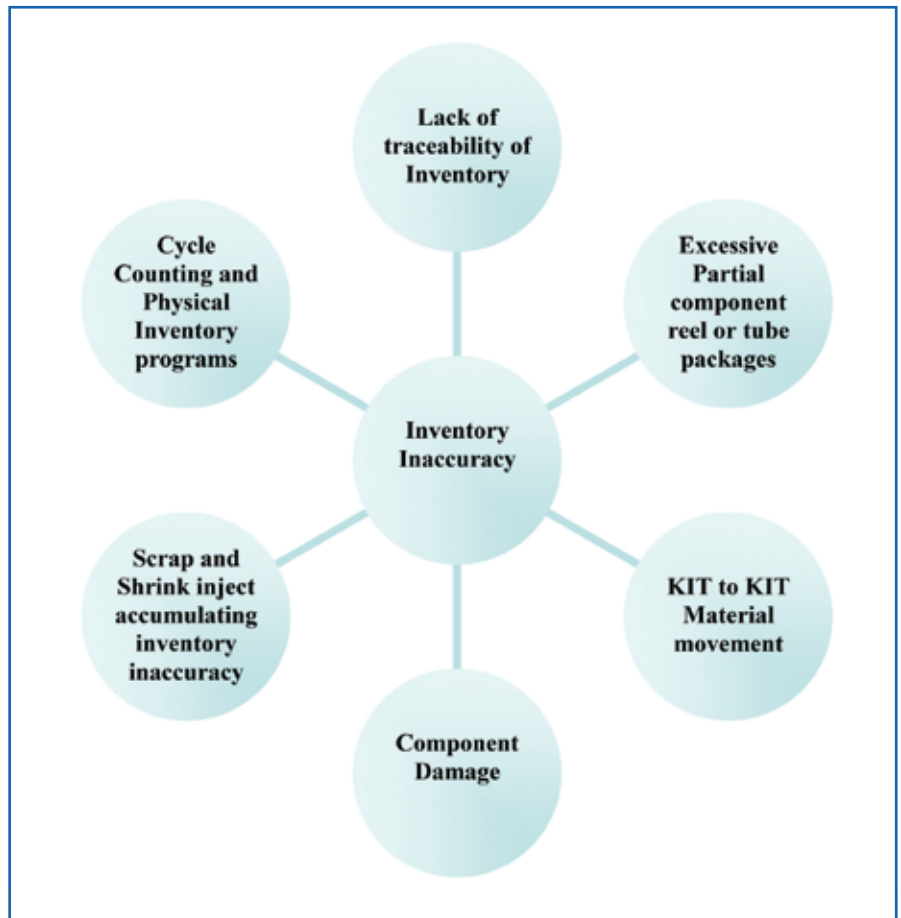 Lack of
traceability of
Inventory
Excessive
Partial
component
reel or tube
packages
KIT to KIT
Material
movement
Component
Damage
Scrap and
Shrink inject
accumulating
inventory
inaccuracy
Cycle
Counting and
Physical
Inventory
programs
Inventory
Inaccuracy